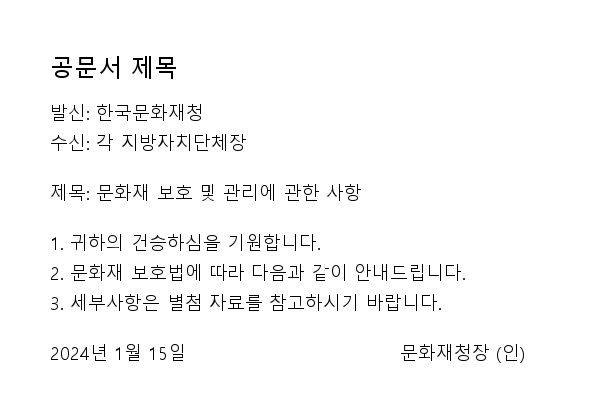 공문서 제목
발신: 한국문화재청
수신: 각 지방자치단체장
제목: 문화재 보호 및 관리에 관한 사항
1. 귀하의 건승하심을 기원합니다.
2. 문화재 보호법에 따라 다음과 같이 안내드립니다.
3. 세부사항은 별첨 자료를 참고하시기 바랍니다.
2024년 1월 15일 문화재청장 (인)